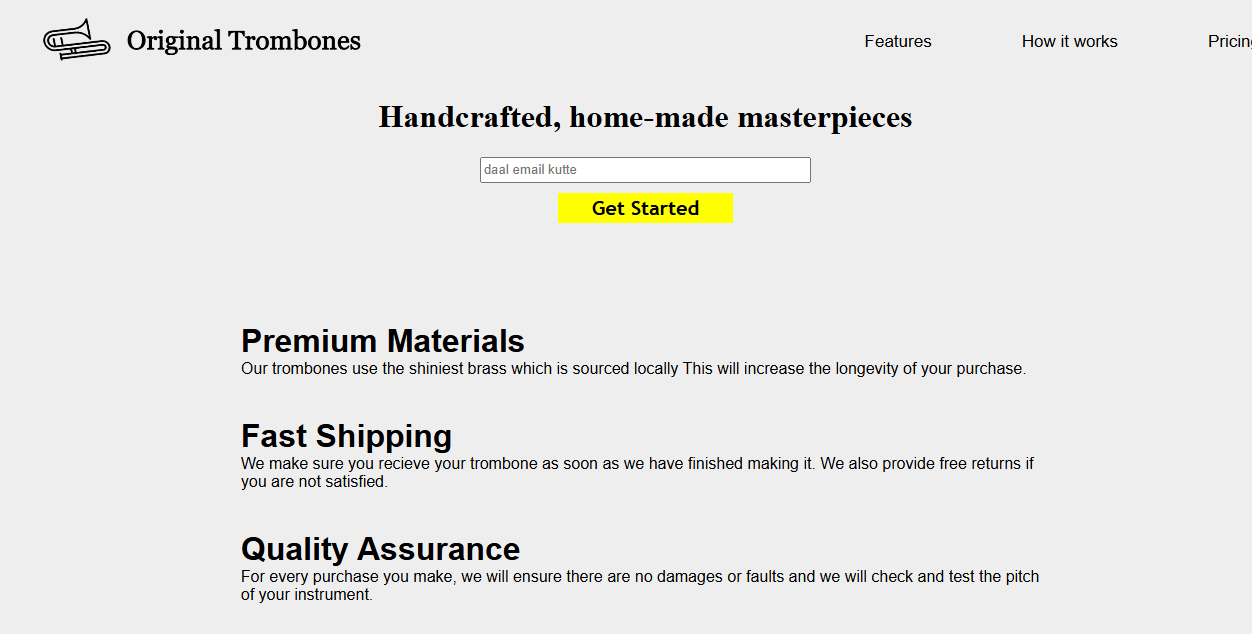 Original Trombones
Features
How it works
Pricing
Handcrafted, home-made masterpieces
daal email kutte
Get Started
Premium Materials
Our trombones use the shiniest brass which is sourced locally This will increase the longevity of your purchase.
Fast Shipping
We make sure you recieve your trombone as soon as we have finished making it. We also provide free returns if
you are not satisfied.
Quality Assurance
For every purchase you make, we will ensure there are no damages or faults and we will check and test the pitch
of your instrument.